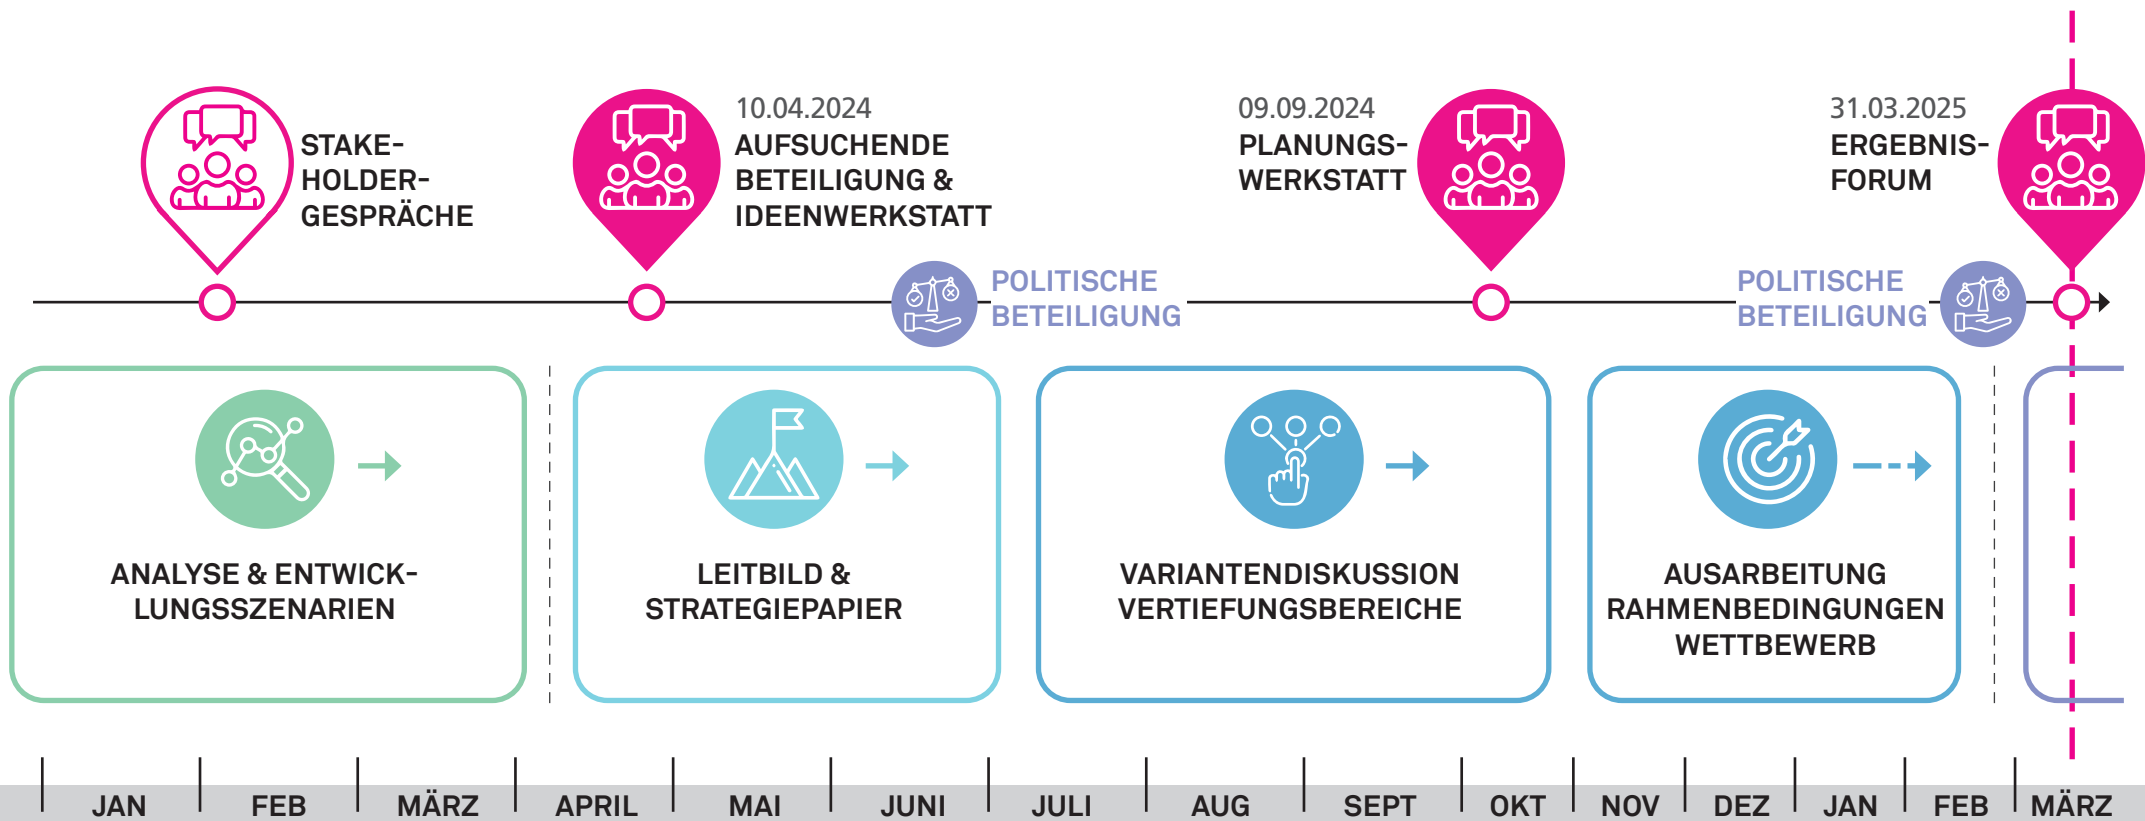 STAKE-
HOLDER-
GESPRÄCHE
10.04.2024
AUFSUCHENDE
BETEILIGUNG &
IDEENWERKSTATT
09.09.2024
PLANUNGS-
WERKSTATT
31.03.2025
ERGEBNIS-
FORUM
POLITISCHE
BETEILIGUNG
POLITISCHE
BETEILIGUNG
ANALYSE & ENTWICK-
LUNGSSZENARIEN
LEITBILD &
STRATEGIEPAPIER
VARIANTENDISKUSSION
VERTIEFUNGSBEREICHE
AUSARBEITUNG
RAHMENBEDINGUNGEN
WETTBEWERB
JAN FEB MÄRZ APRIL MAI JUNI JULI AUG SEPT OKT NOV DEZ JAN FEB MÄRZ